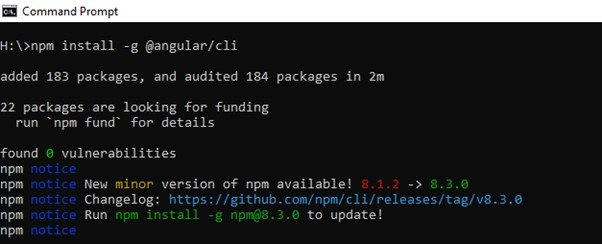 Command Prompt
H:\>npm install -g @angular/cli
added 183 packages, and audited 184 packages in 2m
22 packages are looking for funding
run `npm fund` for details
found 0 vulnerabilities
npm notice
npm notice New minor version of npm available! 8.1.2 -> 8.3.0
npm notice Changelog: https://github.com/npm/cli/releases/tag/v8.3.0
npm notice Run npm install -g npm@8.3.0 to update!
npm notice